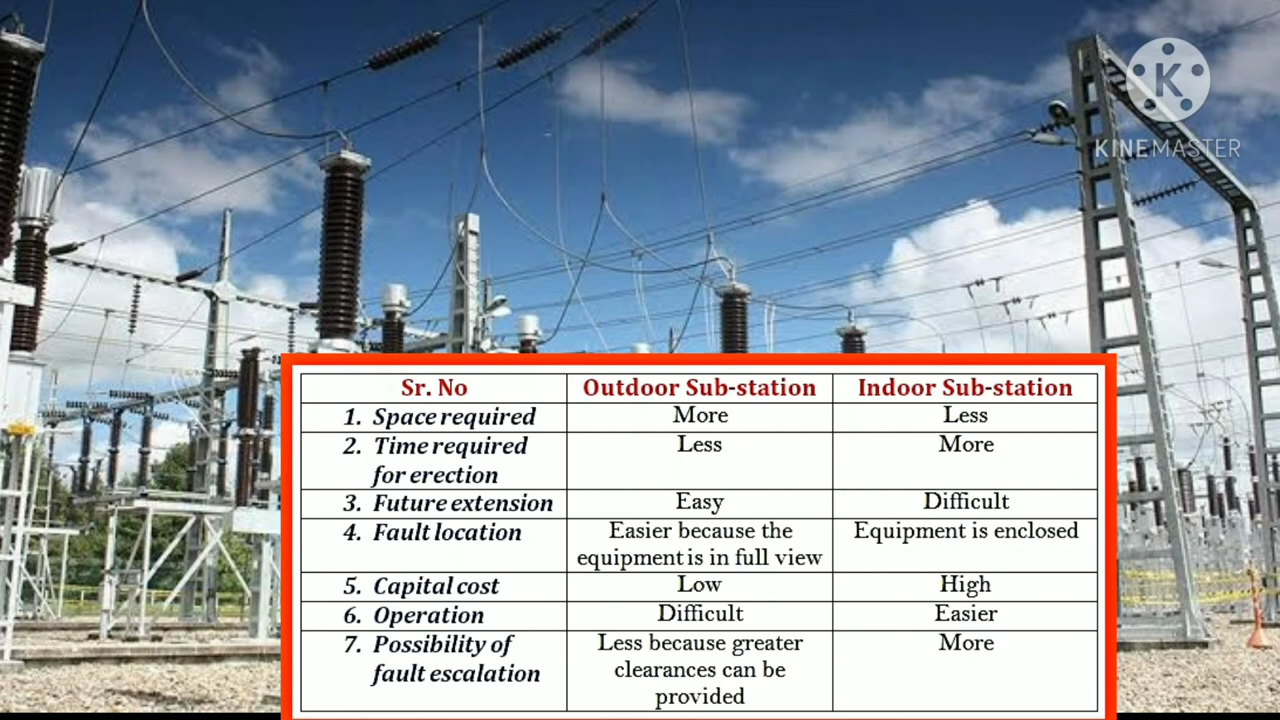 K
KINEMASTER
Sr. No Outdoor Sub-station Indoor Sub-station
1. Space required More Less
2. Time required Less More
for erection
3. Future extension Easy Difficult
4. Fault location Easier because the Equipment is enclosed
equipment is in full view
5. Capital cost Low High
6. Operation Difficult Easier
7. Possibility of Less because greater More
fault escalation clearances can be
provided